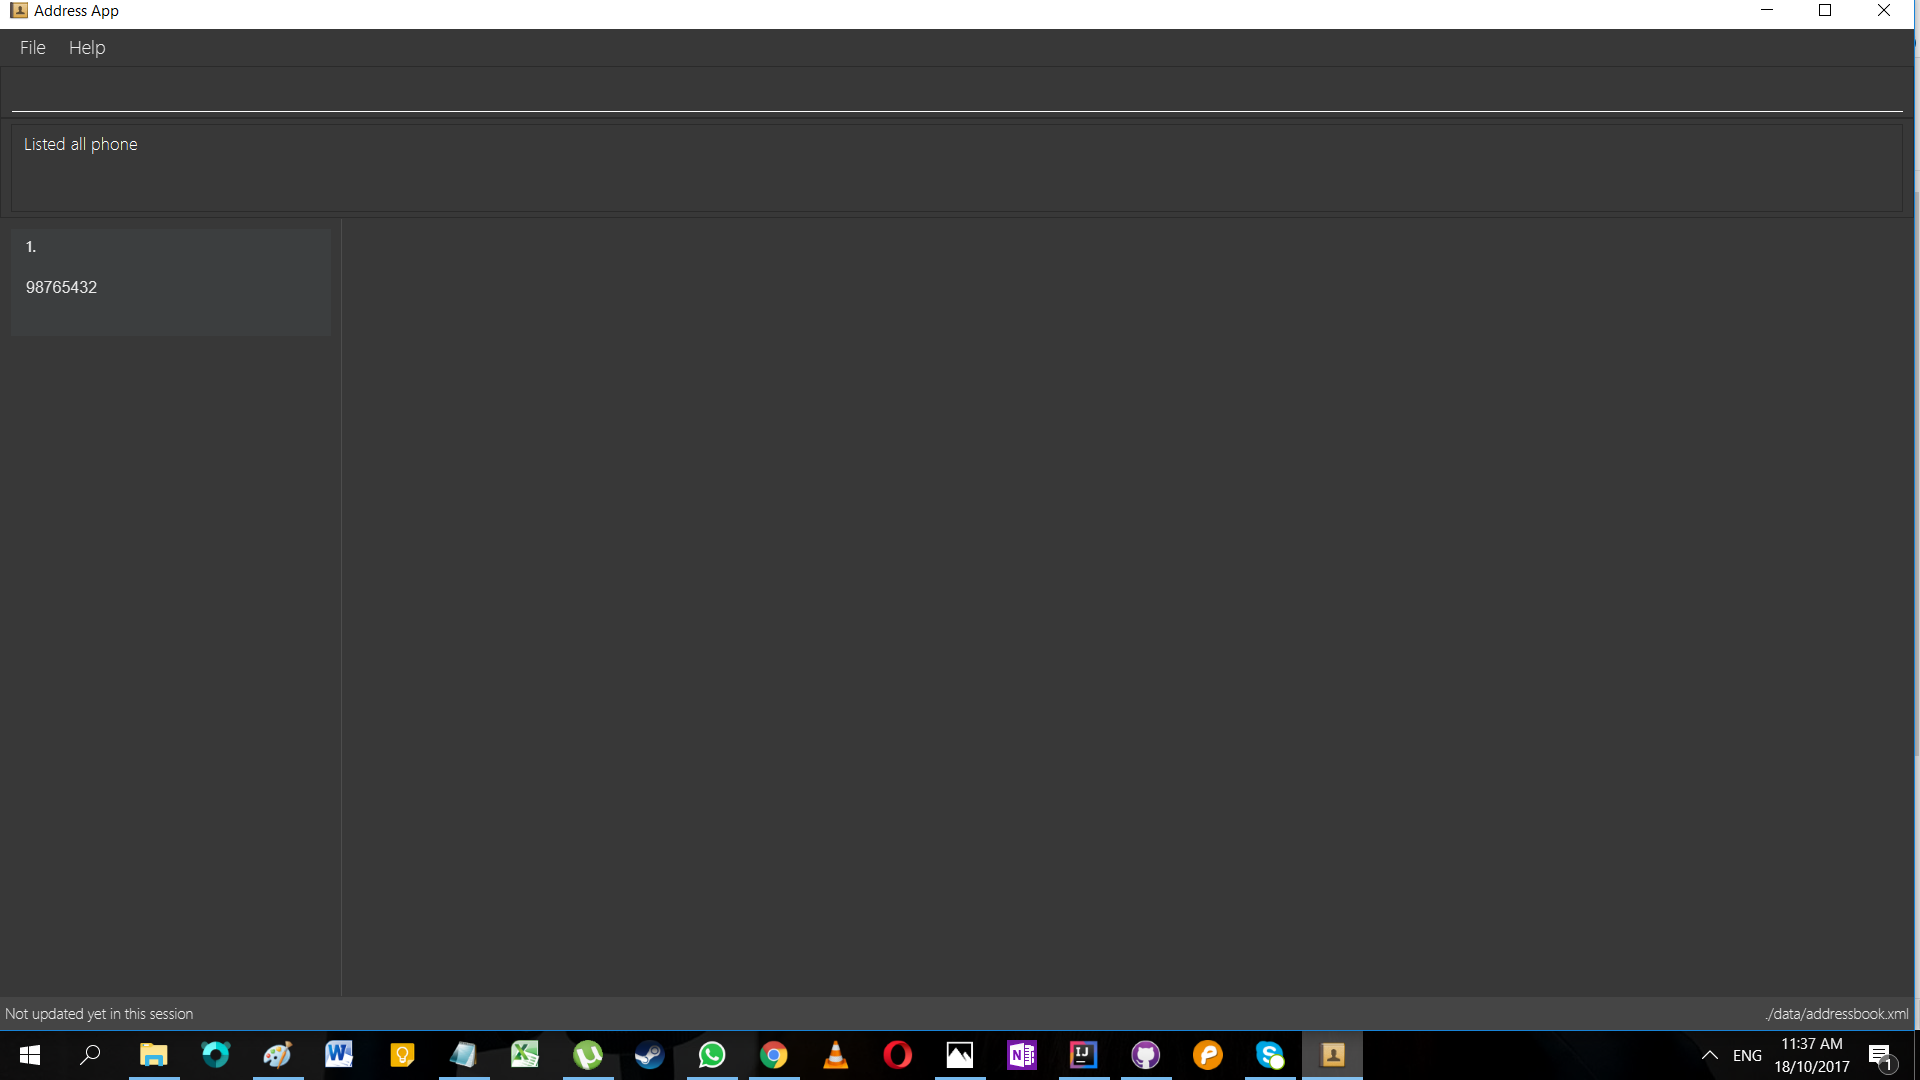 Address App
File Help
Listed all phone
1.
98765432
Not updated yet in this session
./data/addressbook.xml
ENG
11:37 AM
18/10/2017
1